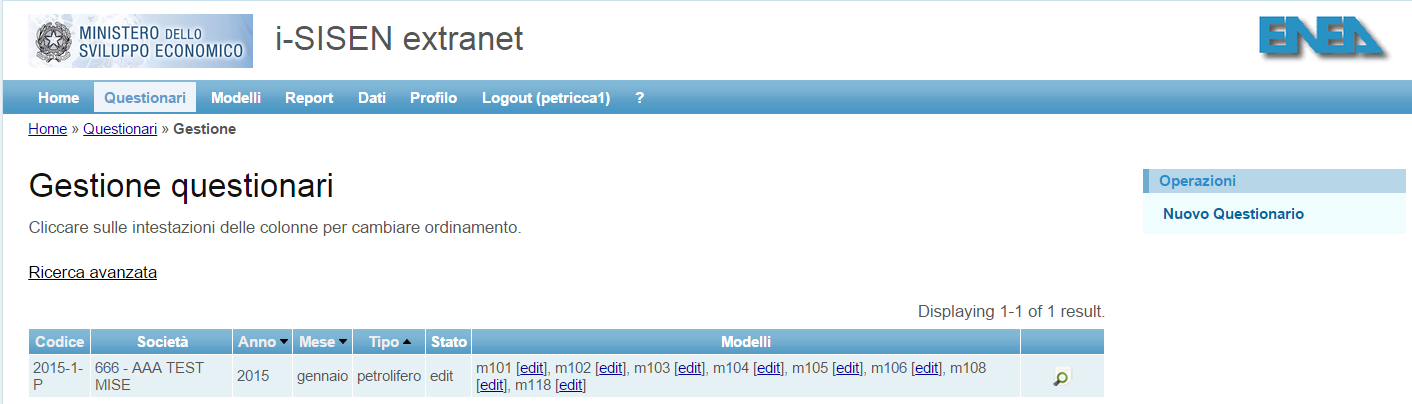 MINISTERO DELLO
SVILUPPO ECONOMICO
i-SISEN extranet
ENEA
Home Questionari Modelli Report Dati Profilo Logout (petricca1) ?
Home » Questionari » Gestione
Gestione questionari
Cliccare sulle intestazioni delle colonne per cambiare ordinamento.
Ricerca avanzata
Operazioni
Nuovo Questionario
Displaying 1-1 of 1 result.
Codice Società Anno Mese Tipo Stato Modelli
2015-1-P 666 - AAA TEST MISE 2015 gennaio petrolifero edit m101 [edit], m102 [edit], m103 [edit], m104 [edit], m105 [edit], m106 [edit], m108 [edit], m118 [edit]